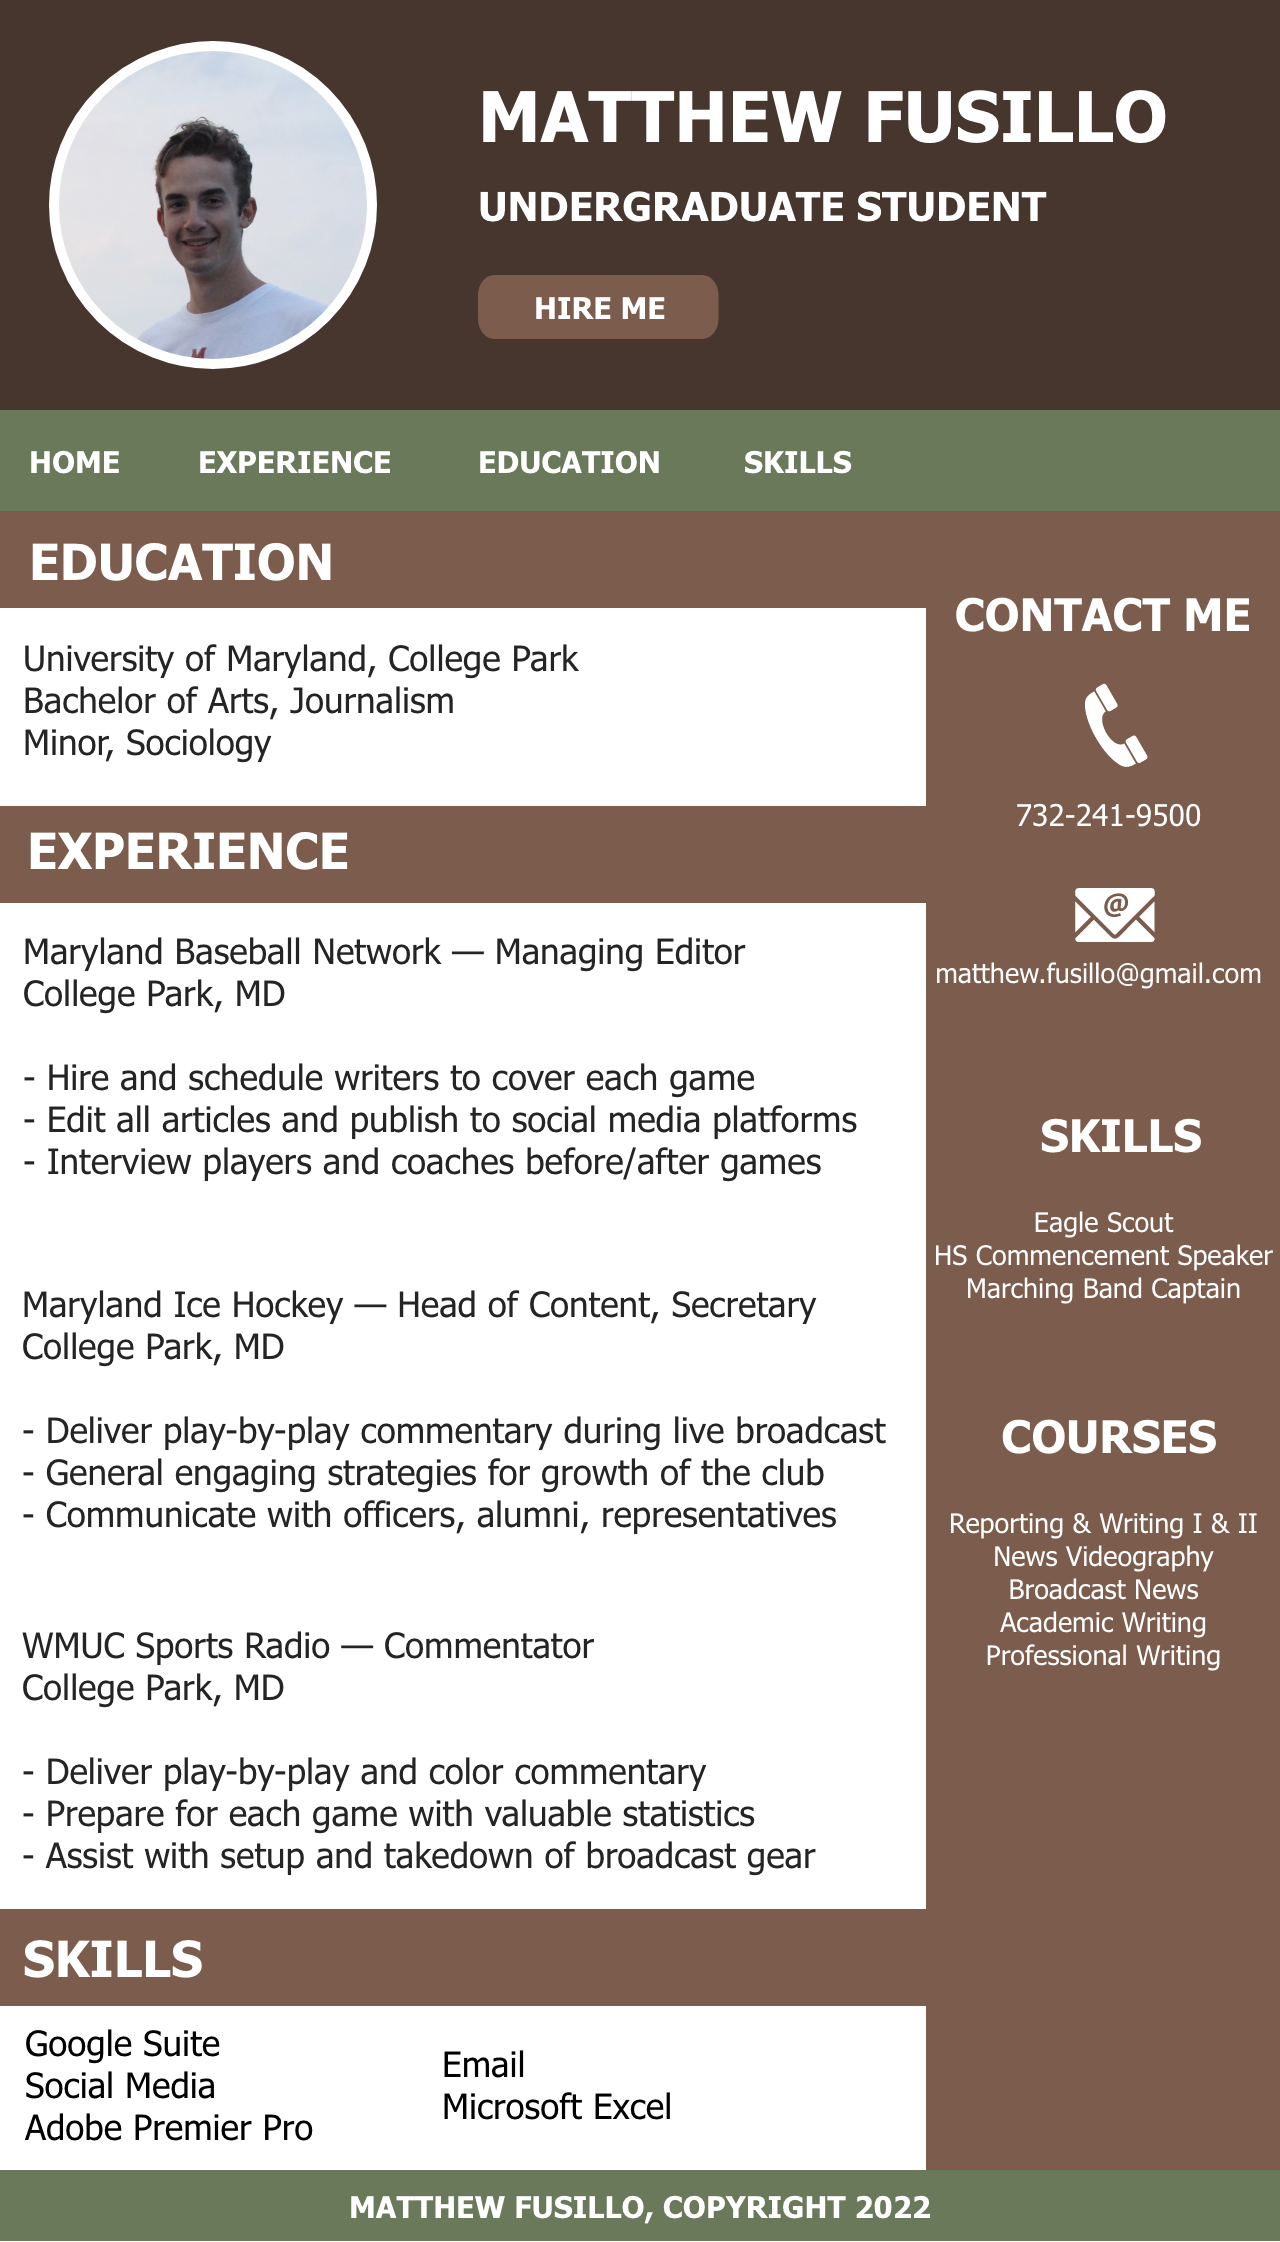 MATTHEW FUSILLO
UNDERGRADUATE STUDENT
HIRE ME
HOME
EXPERIENCE
EDUCATION
SKILLS
EDUCATION
University of Maryland, College Park
Bachelor of Arts, Journalism
Minor, Sociology
EXPERIENCE
Maryland Baseball Network — Managing Editor
College Park, MD
- Hire and schedule writers to cover each game
- Edit all articles and publish to social media platforms
- Interview players and coaches before/after games
Maryland Ice Hockey — Head of Content, Secretary
College Park, MD
- Deliver play-by-play commentary during live broadcast
- General engaging strategies for growth of the club
- Communicate with officers, alumni, representatives
WMUC Sports Radio — Commentator
College Park, MD
- Deliver play-by-play and color commentary
- Prepare for each game with valuable statistics
- Assist with setup and takedown of broadcast gear
SKILLS
Google Suite
Social Media
Adobe Premier Pro
Email
Microsoft Excel
CONTACT ME
732-241-9500
@
matthew.fusillo@gmail.com
SKILLS
Eagle Scout
HS Commencement Speaker
Marching Band Captain
COURSES
Reporting & Writing I & II
News Videography
Broadcast News
Academic Writing
Professional Writing
MATTHEW FUSILLO, COPYRIGHT 2022